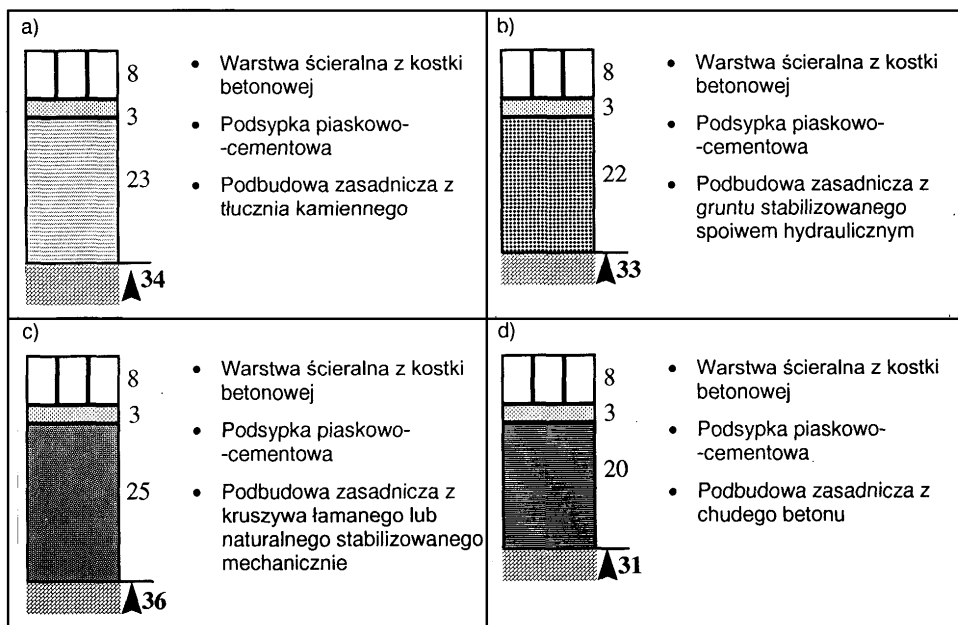 a)
8
3
23
34
• Warstwa ścieralna z kostki
betonowej
• Podsypka piaskowo-
-cementowa
• Podbudowa zasadnicza z
tłucznia kamiennego
b)
8
3
22
33
• Warstwa ścieralna z kostki
betonowej
• Podsypka piaskowo-
-cementowa
• Podbudowa zasadnicza z
gruntu stabilizowanego
spoiwem hydraulicznym
c)
8
3
25
36
• Warstwa ścieralna z kostki
betonowej
• Podsypka piaskowo-
-cementowa
• Podbudowa zasadnicza z
kruszywa łamanego lub
naturalnego stabilizowanego
mechanicznie
d)
8
3
20
31
• Warstwa ścieralna z kostki
betonowej
• Podsypka piaskowo-
-cementowa
• Podbudowa zasadnicza z
chudego betonu